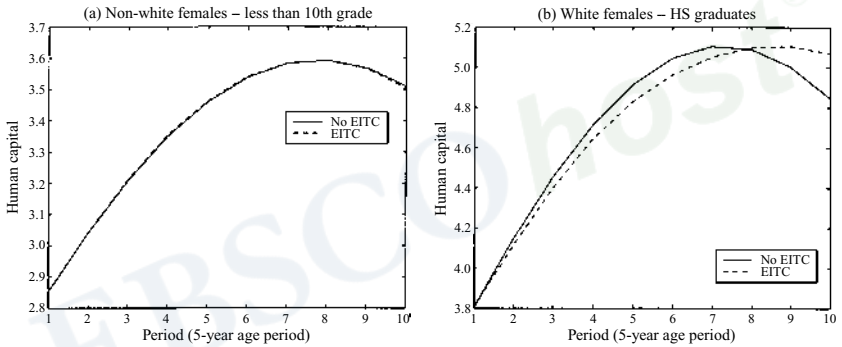 (a) Non-white females – less than 10th grade
3.7
3.6
3.5
3.4
3.3
3.2
3.1
3.0
2.9
2.8
Human capital
No EITC
EITC
1 2 3 4 5 6 7 8 9 10
Period (5-year age period)
(b) White females – HS graduates
5.2
5.0
4.8
4.6
4.4
4.2
4.0
3.8
Human capital
No EITC
EITC
1 2 3 4 5 6 7 8 9 10
Period (5-year age period)
EBSCOhost